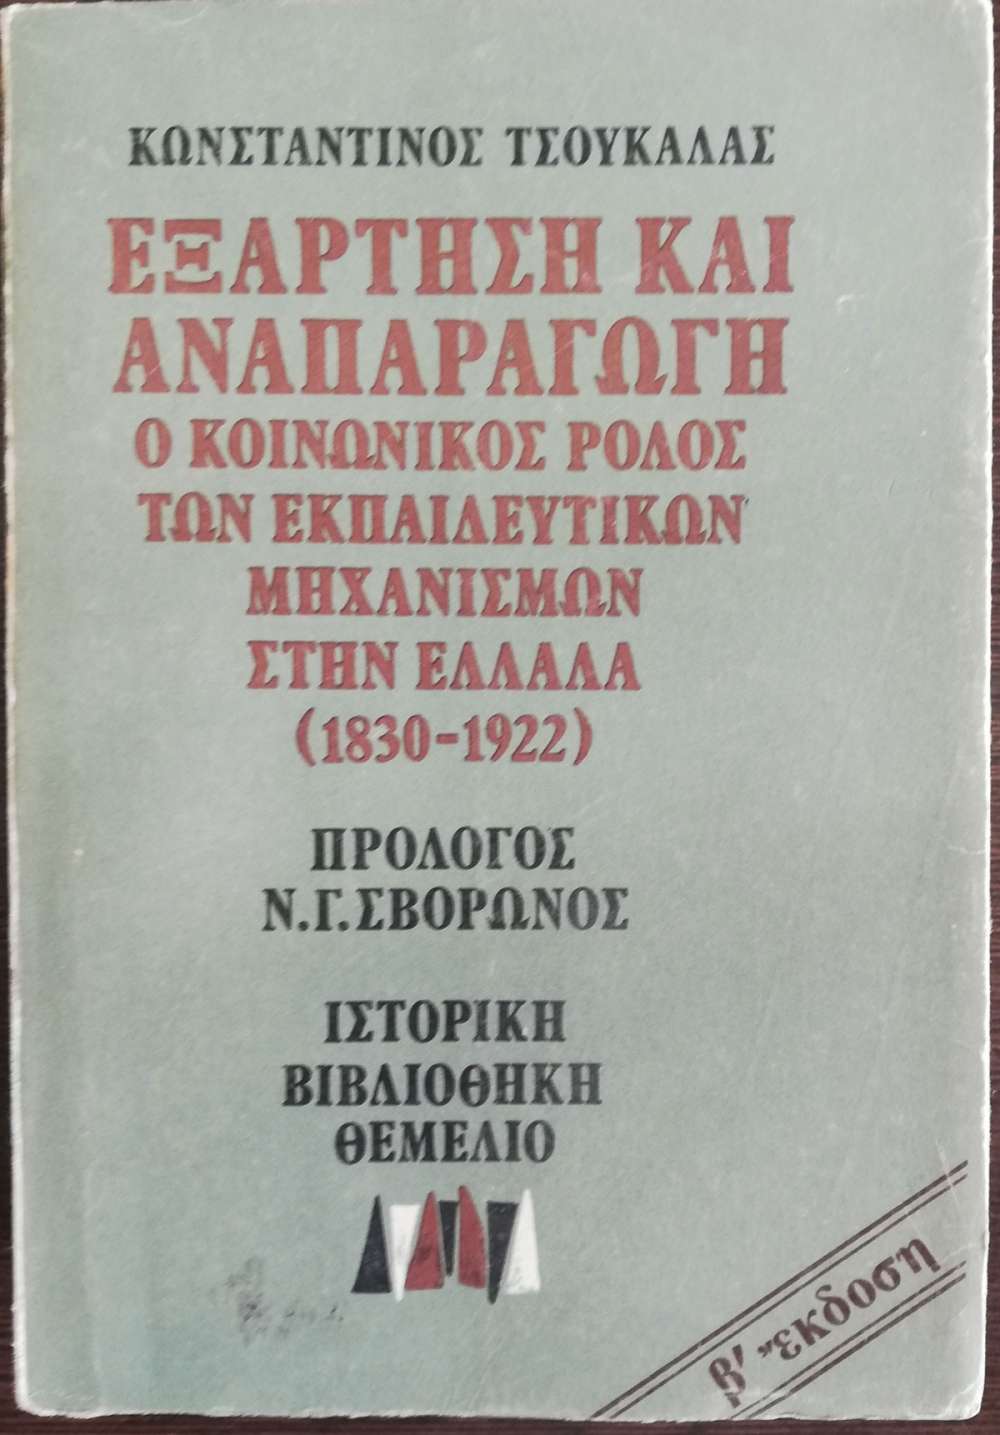 ΚΩΝΣΤΑΝΤΙΝΟΣ ΤΣΟΥΚΑΛΑΣ
ΕΞΑΡΤΗΣΗ ΚΑΙ
ΑΝΑΠΑΡΑΓΩΓΗ
Ο ΚΟΙΝΩΝΙΚΟΣ ΡΟΛΟΣ
ΤΩΝ ΕΚΠΑΙΔΕΥΤΙΚΩΝ
ΜΗΧΑΝΙΣΜΩΝ
ΣΤΗΝ ΕΛΛΑΔΑ
(1830-1922)
ΠΡΟΛΟΓΟΣ
Ν.Γ.ΣΒΟΡΩΝΟΣ
ΙΣΤΟΡΙΚΗ
ΒΙΒΛΙΟΘΗΚΗ
ΘΕΜΕΛΙΟ
β' ἔκδοση